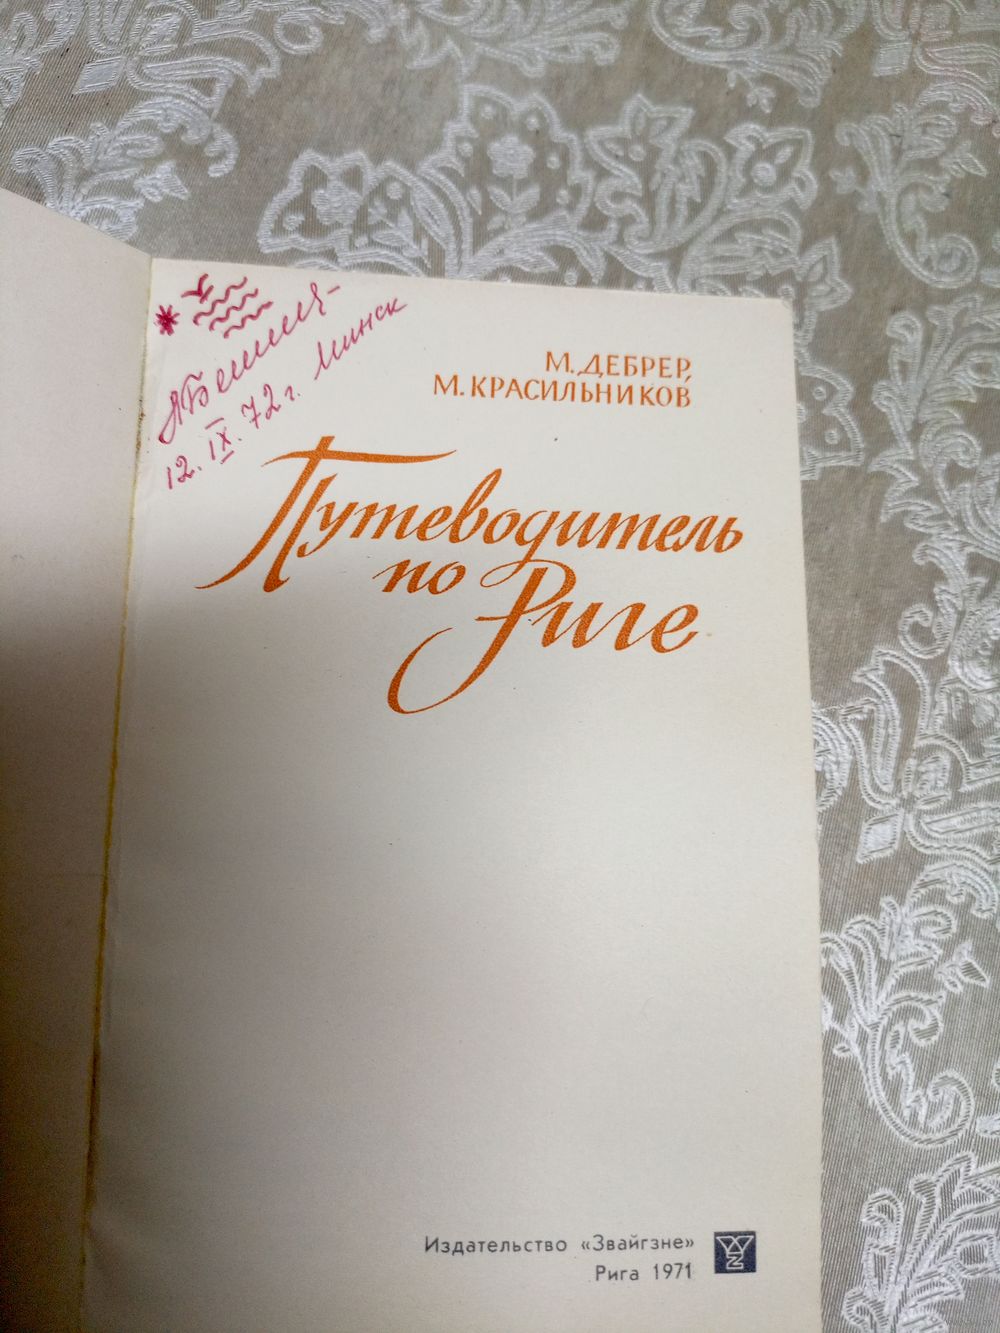 12. IX. 72 г. Минск
М. ДЕБРЕР,
М. КРАСИЛЬНИКОВ
Путеводитель
по Риге
Издательство «Звайгзне»
Рига 1971